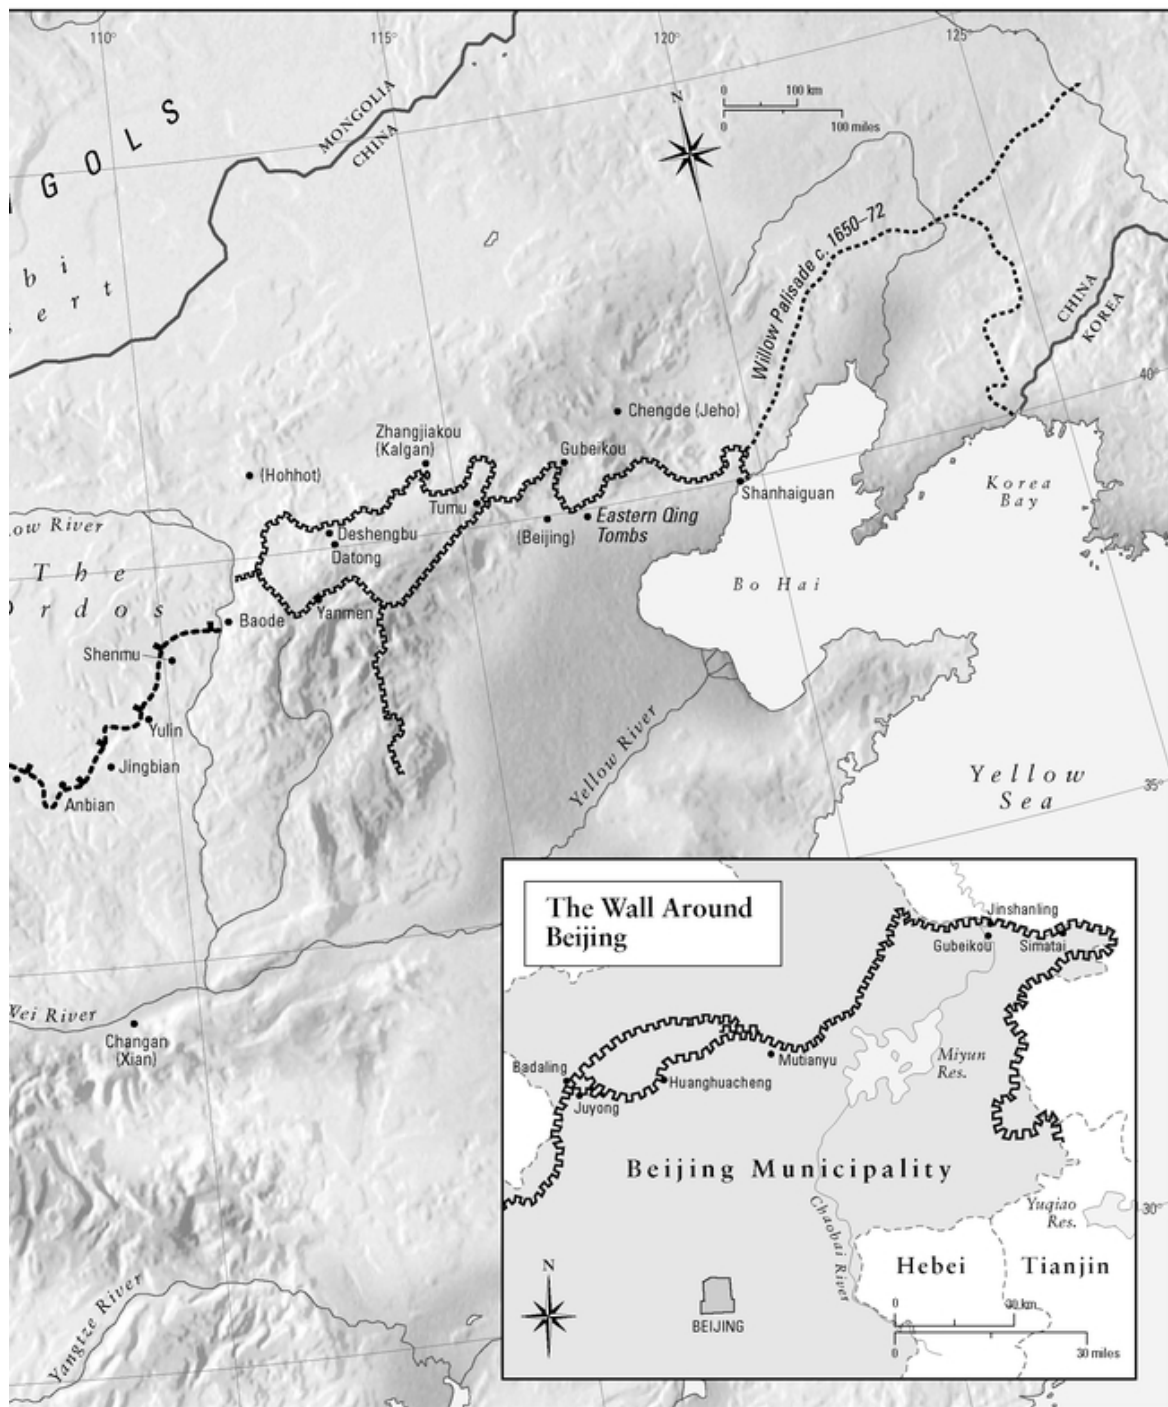 110°
115°
120°
125°
GOLS
MONGOLIA
CHINA
N
0 100 km
0 100 miles
bi
ert
Willow Palisade c. 1650–72
CHINA
KOREA
40°
Chengde (Jeho)
Zhangjiakou
(Kalgan)
Gubeikou
(Hohhot)
Shanhaiguan
Korea
Bay
ow River
Tumu
Deshengbu
Datong
(Beijing)
Eastern Qing
Tombs
The
rdos
Bo Hai
Yanmen
Baode
Shenmu
Yulin
Jingbian
Anbian
Yellow River
Yellow
Sea
35°
Wei River
Changan
(Xian)
Yangtze River
30°
The Wall Around
Beijing
Jinshanling
Gubeikou
Simatai
Badaling
Mutianyu
Miyun
Res.
Huanghuacheng
Juyong
Beijing Municipality
Chaobai River
Yuqiao
Res.
Hebei
Tianjin
N
BEIJING
0 30 km
0 30 miles